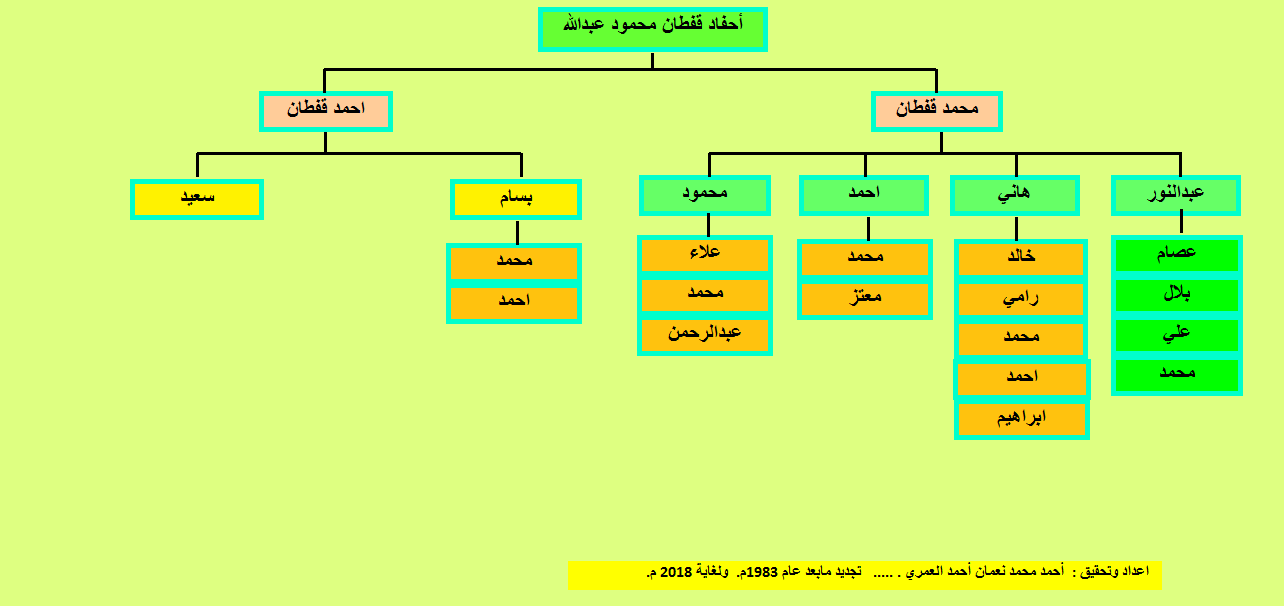 أحفاد قفطان محمود عبدالله
محمد قفطان
احمد قفطان
عبدالنور
هاني
احمد
محمود
بسام
سعيد
عصام
بلال
علي
محمد
خالد
رامي
محمد
احمد
ابراهيم
محمد
معتز
علاء
محمد
عبدالرحمن
محمد
احمد
اعداد وتحقيق : أحمد محمد نعمان أحمد العمري . ..... تجديد مابعد عام 1983م. ولغاية 2018 م.